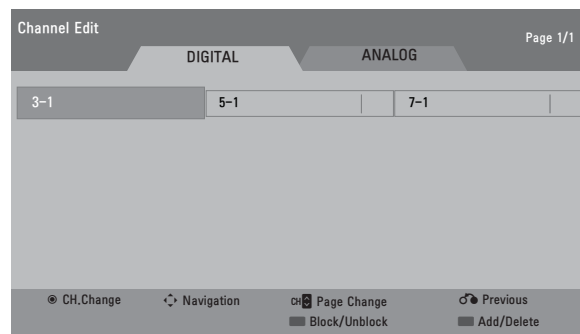 Channel Edit
Page 1/1
DIGITAL ANALOG
3-1 5-1 7-1
CH.Change Navigation CH Page Change Previous
Block/Unblock Add/Delete